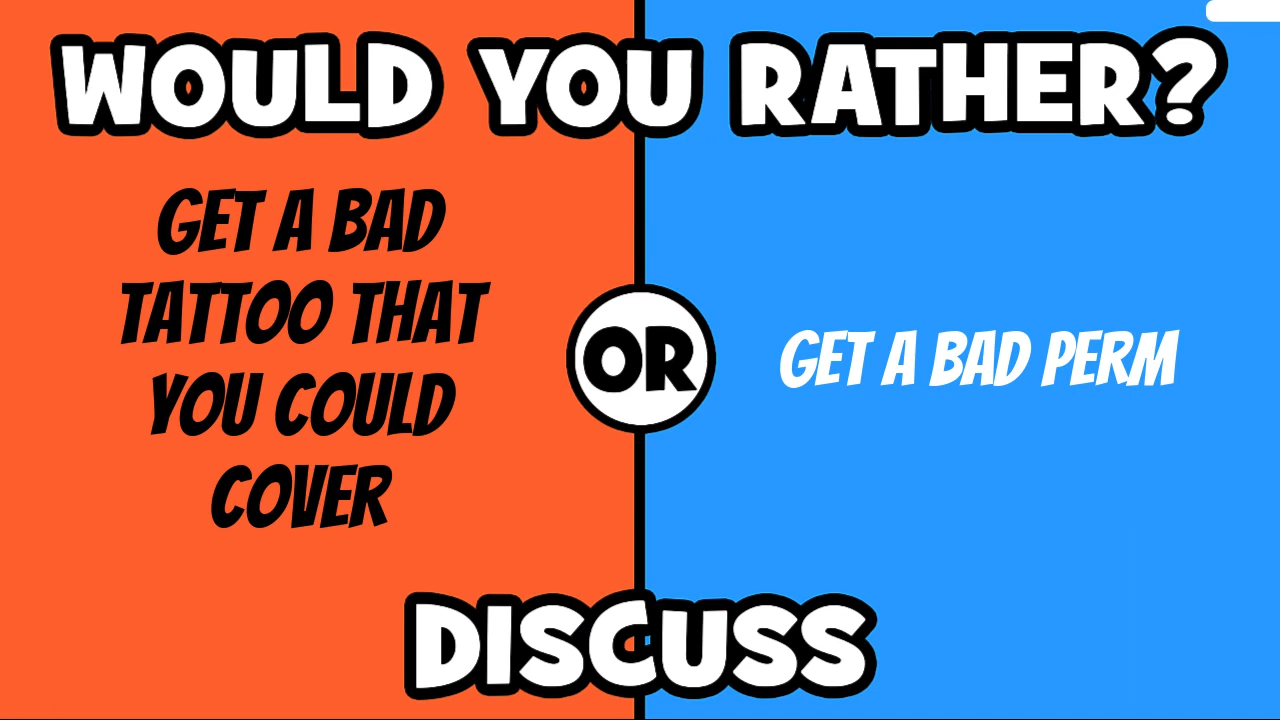 WOULD YOU RATHER?
GET A BAD
TATTOO THAT
YOU COULD
COVER
OR
GET A BAD PERM
DISCUSS